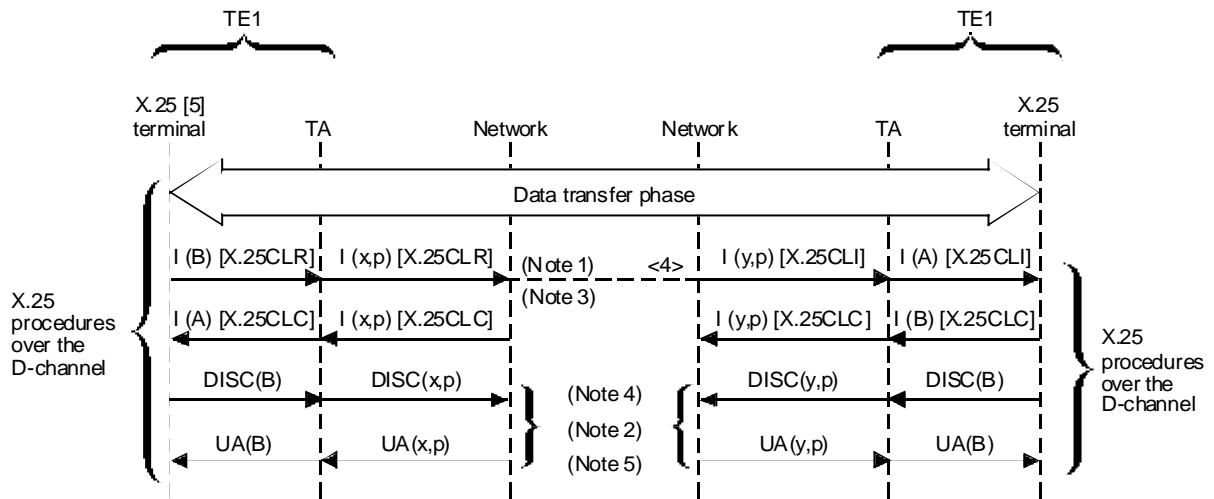 TE1 TE1
X.25 [5] terminal TA Network Network TA X.25 terminal
Data transfer phase
I (B) [X.25CLR] I (x,p) [X.25CLR] (Note 1) <4> I (y,p) [X.25CLI] I (A) [X.25CLI]
(Note 3)
X.25 procedures over the D-channel
I (A) [X.25CLC] I (x,p) [X.25CLC] I (y,p) [X.25CLC] I (B) [X.25CLC]
X.25 procedures over the D-channel
DISC(B) DISC(x,p) (Note 4) DISC(y,p) DISC(B)
(Note 2)
UA(B) UA(x,p) (Note 5) UA(y,p) UA(B)